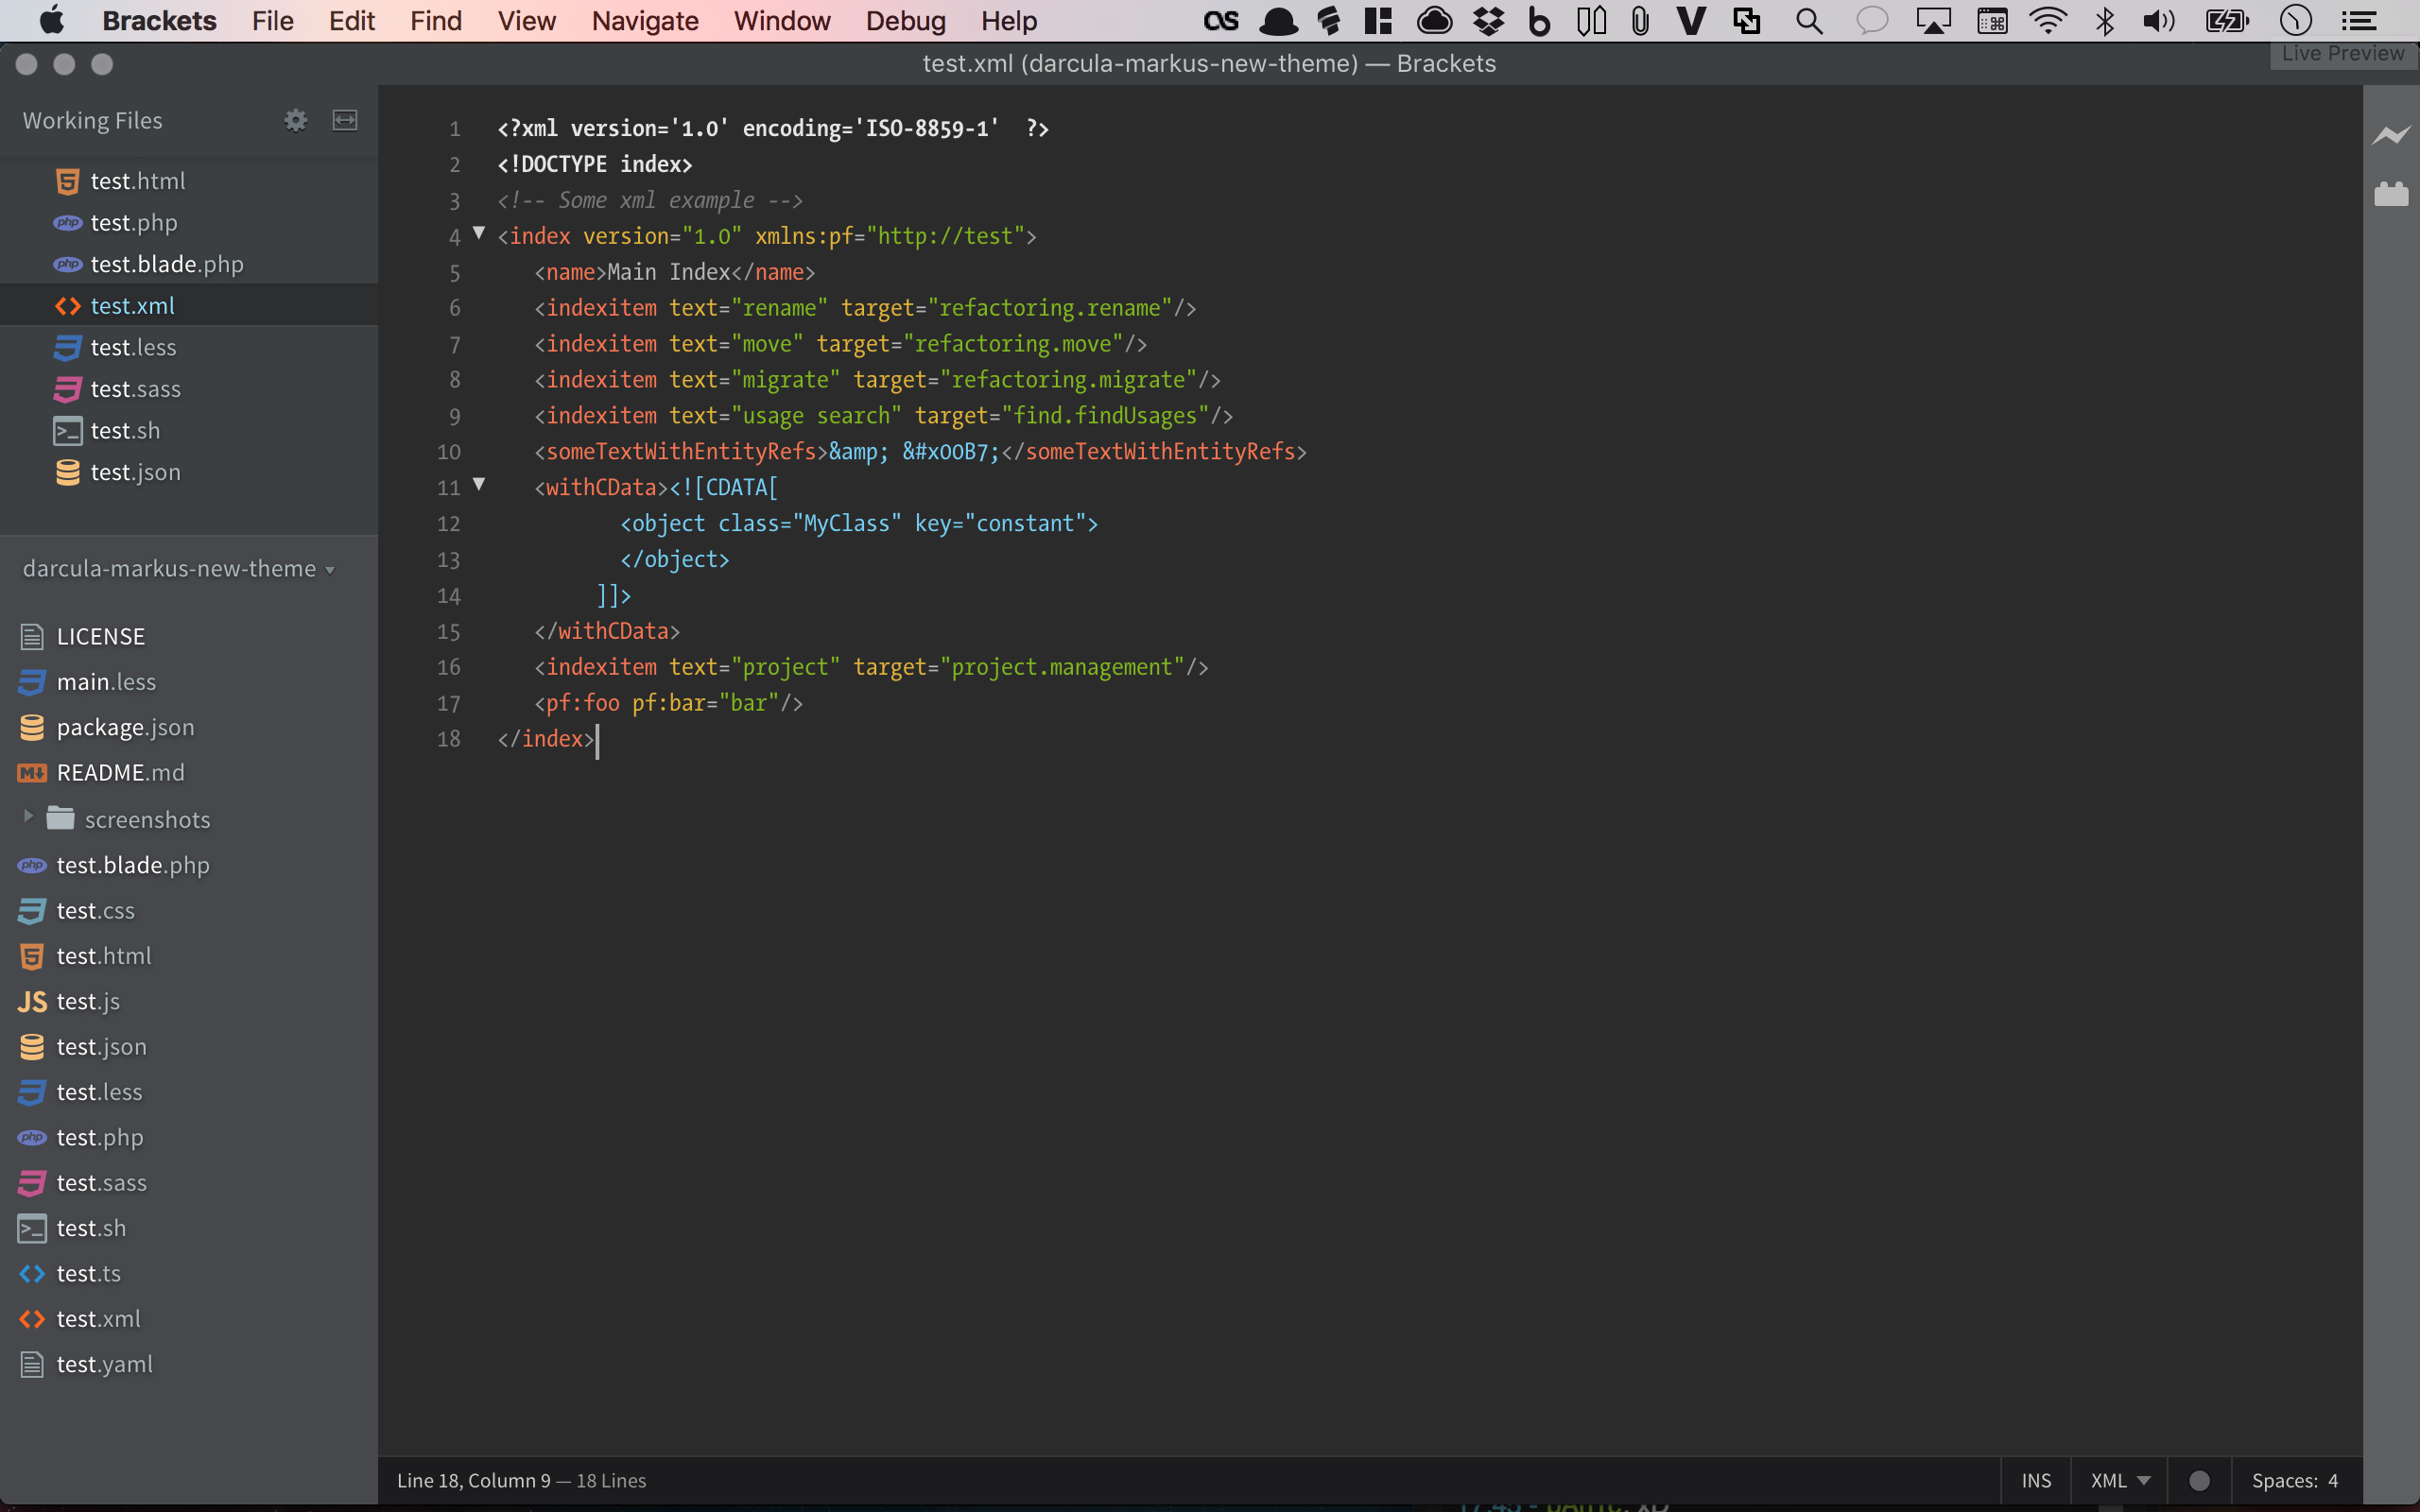 Brackets File Edit Find View Navigate Window Debug Help
Live Preview
test.xml (darcula-markus-new-theme) — Brackets
Working Files
test.html
test.php
test.blade.php
test.xml
test.less
test.sass
test.sh
test.json
darcula-markus-new-theme
LICENSE
main.less
package.json
README.md
screenshots
test.blade.php
test.css
test.html
JS test.js
test.json
test.less
test.php
test.sass
test.sh
test.ts
test.xml
test.yaml
1 <?xml version='1.0' encoding='ISO-8859-1'  ?>
2 <!DOCTYPE index>
3 <!-- Some xml example -->
4 <index version="1.0" xmlns:pf="http://test">
5 <name>Main Index</name>
6 <indexitem text="rename" target="refactoring.rename"/>
7 <indexitem text="move" target="refactoring.move"/>
8 <indexitem text="migrate" target="refactoring.migrate"/>
9 <indexitem text="usage search" target="find.findUsages"/>
10 <someTextWithEntityRefs>&amp; &#x00B7;</someTextWithEntityRefs>
11 <withCData><![CDATA[
12 <object class="MyClass" key="constant">
13 </object>
14 ]]>
15 </withCData>
16 <indexitem text="project" target="project.management"/>
17 <pf:foo pf:bar="bar"/>
18 </index>
Line 18, Column 9 — 18 Lines
INS XML Spaces: 4